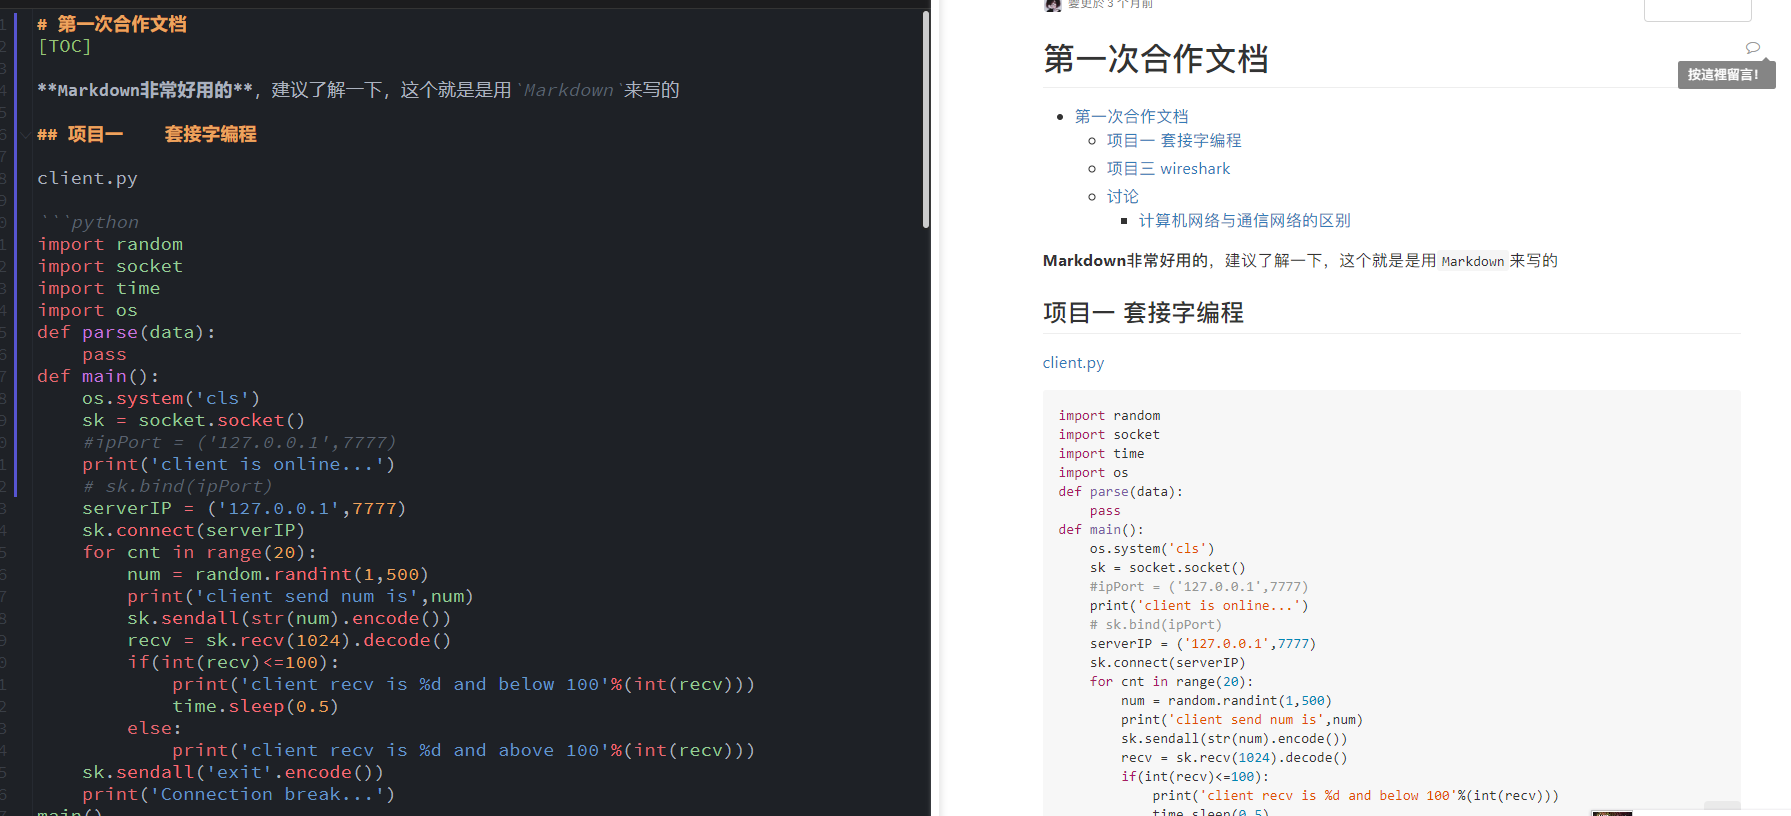 # 第一次合作文档
[TOC]
**Markdown非常好用的**，建议了解一下，这个就是是用`Markdown`来写的
## 项目一    套接字编程
client.py
```python
import random
import socket
import time
import os
def parse(data):
    pass
def main():
    os.system('cls')
    sk = socket.socket()
    #ipPort = ('127.0.0.1',7777)
    print('client is online...')
    # sk.bind(ipPort)
    serverIP = ('127.0.0.1',7777)
    sk.connect(serverIP)
    for cnt in range(20):
        num = random.randint(1,500)
        print('client send num is',num)
        sk.sendall(str(num).encode())
        recv = sk.recv(1024).decode()
        if(int(recv)<=100):
            print('client recv is %d and below 100'%(int(recv)))
            time.sleep(0.5)
        else:
            print('client recv is %d and above 100'%(int(recv)))
    sk.sendall('exit'.encode())
    print('Connection break...')
main()
變更於 3 个月前
第一次合作文档
按這裡留言!
第一次合作文档
项目一 套接字编程
项目三 wireshark
讨论
计算机网络与通信网络的区别
Markdown非常好用的，建议了解一下，这个就是是用 Markdown 来写的
项目一 套接字编程
client.py
import random
import socket
import time
import os
def parse(data):
    pass
def main():
    os.system('cls')
    sk = socket.socket()
    #ipPort = ('127.0.0.1',7777)
    print('client is online...')
    # sk.bind(ipPort)
    serverIP = ('127.0.0.1',7777)
    sk.connect(serverIP)
    for cnt in range(20):
        num = random.randint(1,500)
        print('client send num is',num)
        sk.sendall(str(num).encode())
        recv = sk.recv(1024).decode()
        if(int(recv)<=100):
            print('client recv is %d and below 100'%(int(recv)))
            time.sleep(0.5)